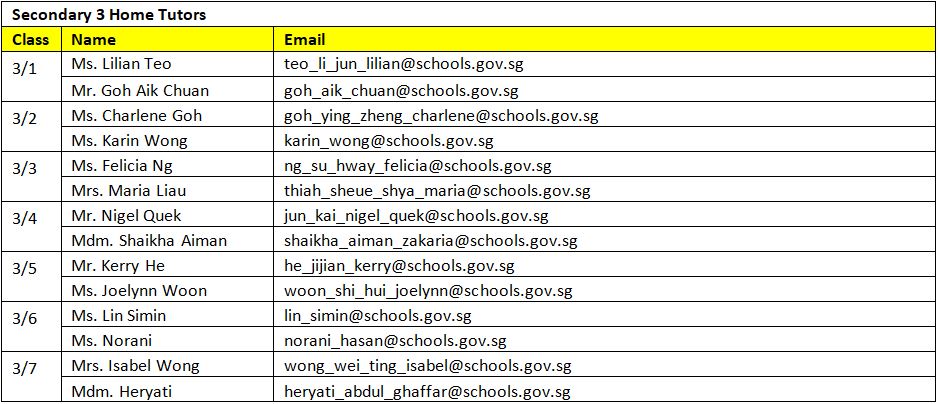 Secondary 3 Home Tutors
Class Name Email
3/1 Ms. Lilian Teo teo_li_jun_lilian@schools.gov.sg
Mr. Goh Aik Chuan goh_aik_chuan@schools.gov.sg
3/2 Ms. Charlene Goh goh_ying_zheng_charlene@schools.gov.sg
Ms. Karin Wong karin_wong@schools.gov.sg
3/3 Ms. Felicia Ng ng_su_hway_felicia@schools.gov.sg
Mrs. Maria Liau thiah_sheue_shya_maria@schools.gov.sg
3/4 Mr. Nigel Quek jun_kai_nigel_quek@schools.gov.sg
Mdm. Shaikha Aiman shaikha_aiman_zakaria@schools.gov.sg
3/5 Mr. Kerry He he_jijian_kerry@schools.gov.sg
Ms. Joelynn Woon woon_shi_hui_joelynn@schools.gov.sg
3/6 Ms. Lin Simin lin_simin@schools.gov.sg
Ms. Norani norani_hasan@schools.gov.sg
3/7 Mrs. Isabel Wong wong_wei_ting_isabel@schools.gov.sg
Mdm. Heryati heryati_abdul_ghaffar@schools.gov.sg